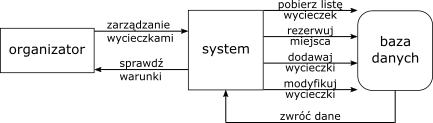 organizator
zarządzanie
wycieczkami
sprawdź
warunki
system
pobierz listę
wycieczek
rezerwuj
miejsca
dodawaj
wycieczki
modyfikuj
wycieczki
baza
danych
zwróć dane